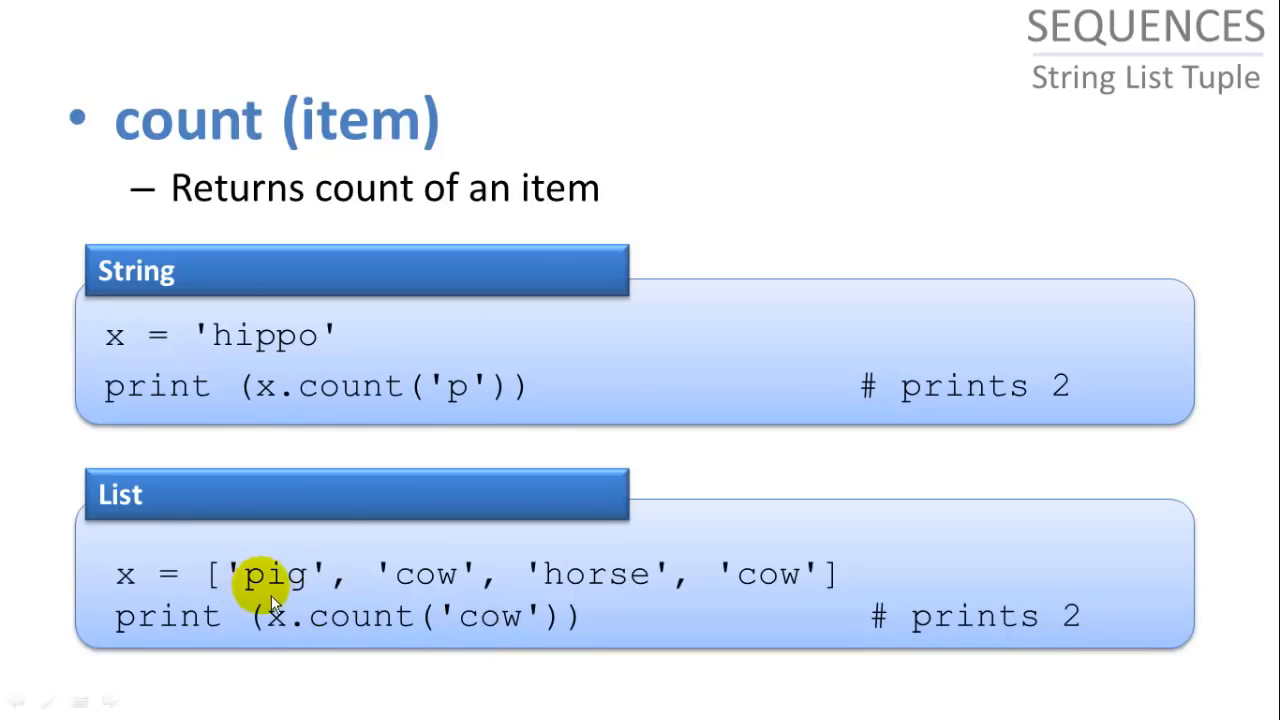 SEQUENCES
String List Tuple
• count (item)
– Returns count of an item
String
x = 'hippo'
print (x.count('p')) # prints 2
List
x = ['pig', 'cow', 'horse', 'cow']
print (x.count('cow')) # prints 2